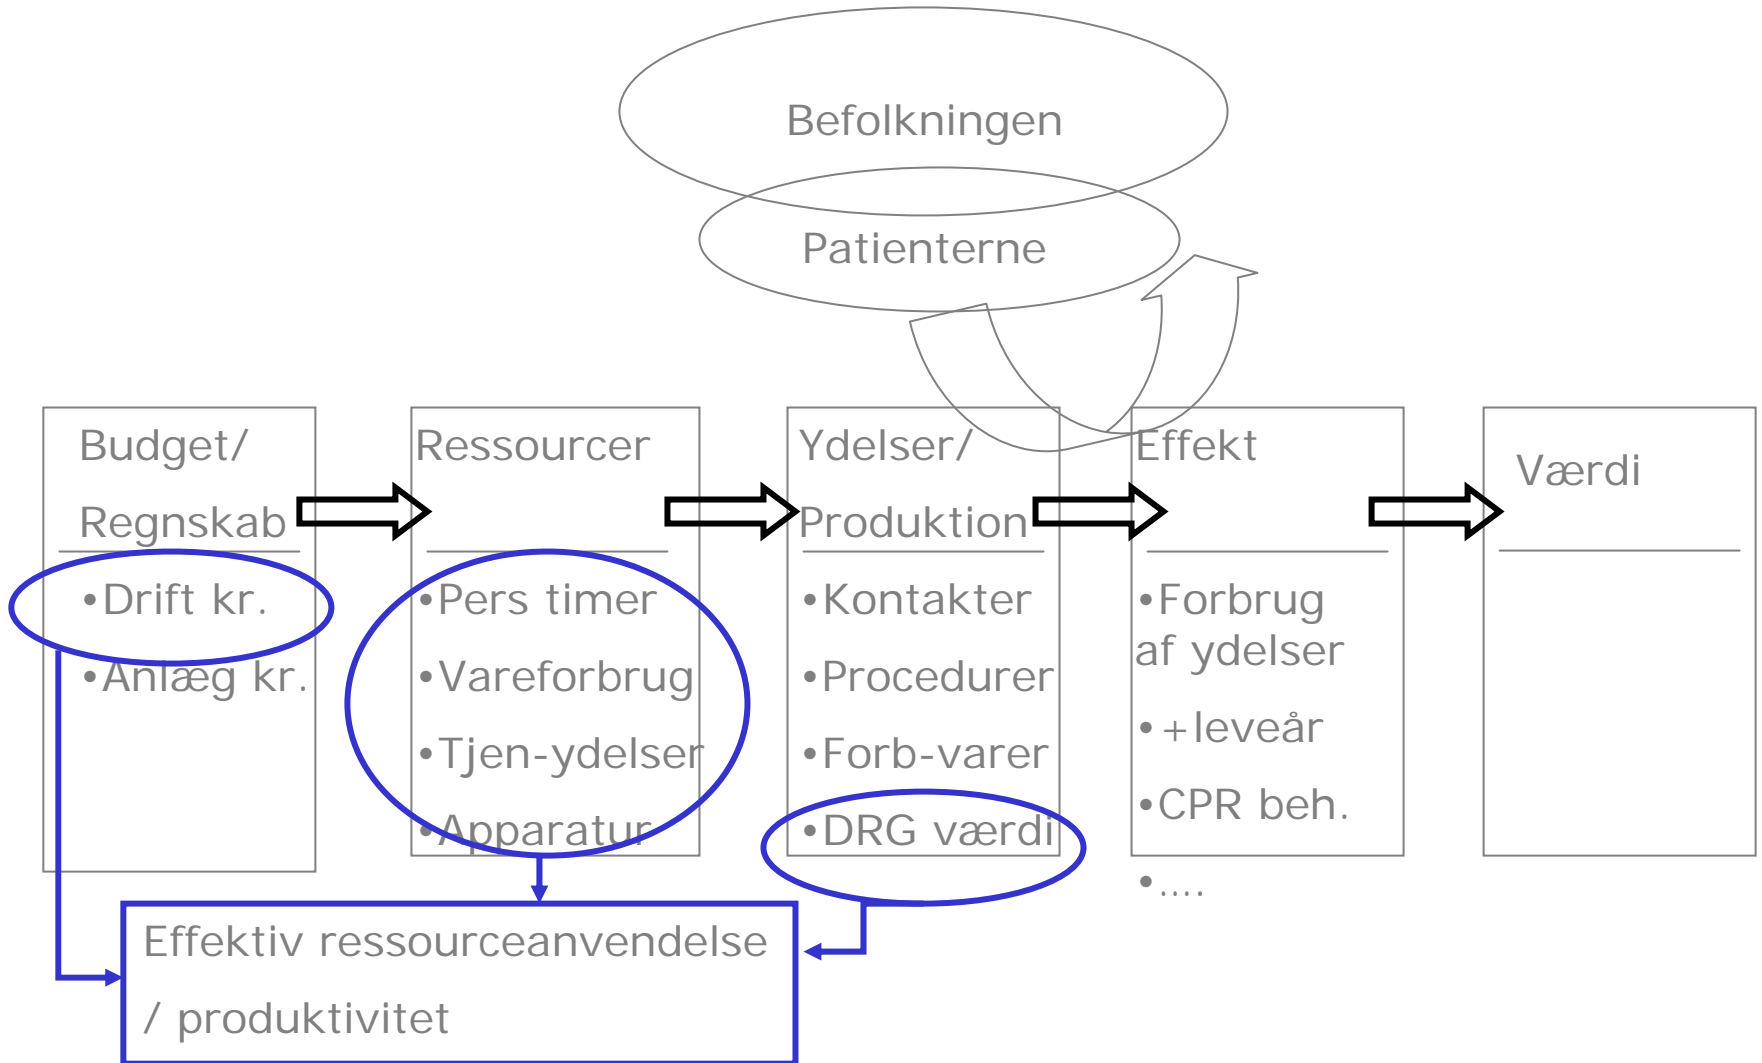 Befolkningen
Patienterne
Budget/
Regnskab
•Drift kr.
•Anlæg kr.
Ressourcer
•Pers timer
•Vareforbrug
•Tjen-ydelser
•Apparatur
Ydelser/
Produktion
•Kontakter
•Procedurer
•Forb-varer
•DRG værdi
Effekt
•Forbrug
af ydelser
•+leveår
•CPR beh.
•....
Værdi
Effektiv ressourceanvendelse
/ produktivitet